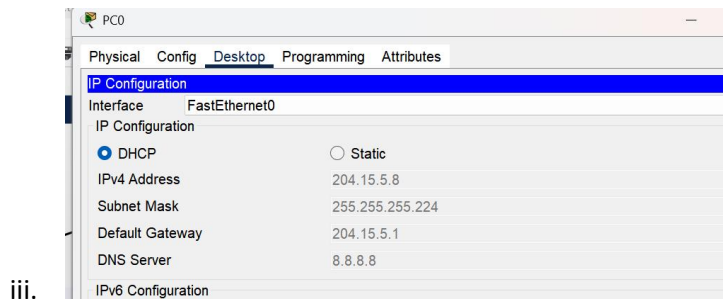 PC0
Physical Config Desktop Programming Attributes
IP Configuration
Interface FastEthernet0
IP Configuration
DHCP Static
IPv4 Address 204.15.5.8
Subnet Mask 255.255.255.224
Default Gateway 204.15.5.1
DNS Server 8.8.8.8
iii. IPv6 Configuration